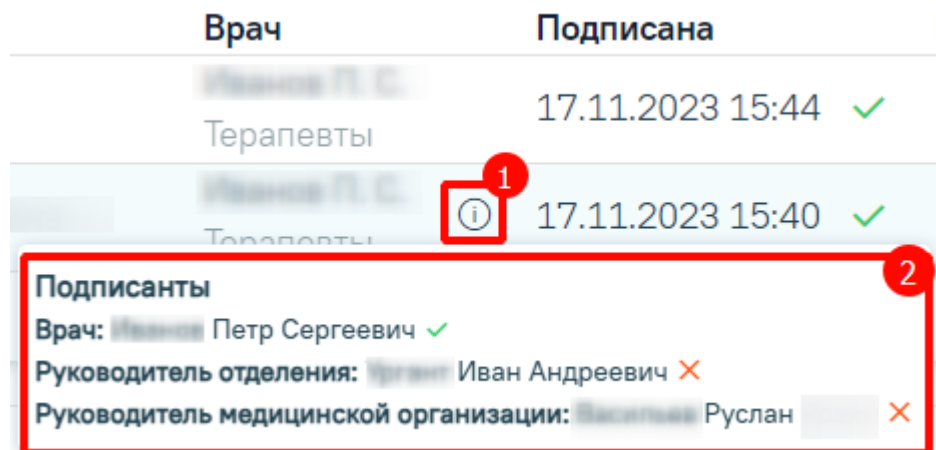 Врач Подписана
17.11.2023 15:44
Терапевты
1
17.11.2023 15:40
Терапевты
2
Подписанты
Врач: Петр Сергеевич
Руководитель отделения: Иван Андреевич
Руководитель медицинской организации: Руслан